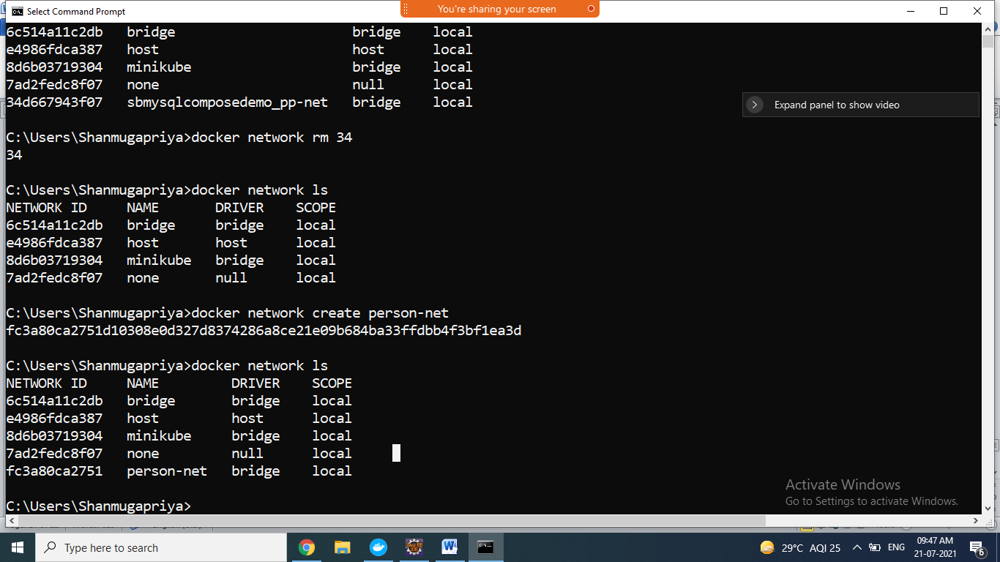 Select Command Prompt
You're sharing your screen
6c514a11c2db bridge bridge local
e4986fdca387 host host local
8d6b03719304 minikube bridge local
7ad2fedc8f07 none null local
34d667943f07 sbmysqlcomposedemo_pp-net bridge local
Expand panel to show video
C:\Users\Shanmugapriya>docker network rm 34
34
C:\Users\Shanmugapriya>docker network ls
NETWORK ID NAME DRIVER SCOPE
6c514a11c2db bridge bridge local
e4986fdca387 host host local
8d6b03719304 minikube bridge local
7ad2fedc8f07 none null local
C:\Users\Shanmugapriya>docker network create person-net
fc3a80ca2751d10308e0d327d8374286a8ce21e09b684ba33ffdbb4f3bf1ea3d
C:\Users\Shanmugapriya>docker network ls
NETWORK ID NAME DRIVER SCOPE
6c514a11c2db bridge bridge local
e4986fdca387 host host local
8d6b03719304 minikube bridge local
7ad2fedc8f07 none null local
fc3a80ca2751 person-net bridge local
C:\Users\Shanmugapriya>
Activate Windows
Go to Settings to activate Windows.
Type here to search
29°C AQI 25
ENG
09:47 AM
21-07-2021
6